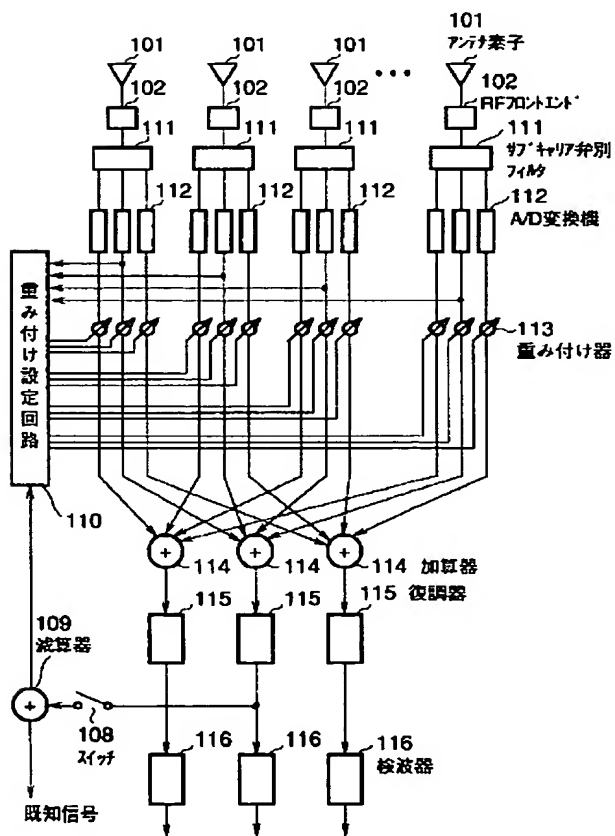 101
101
101
101
アンテナ素子
102
102
102
102
RFフロントエンド
111
111
111
111
サブキャリア弁別
フィルタ
112
112
112
112
A/D変換機
重み付け設定回路
113
重み付け器
110
114
114
114 加算器
115
115
115 復調器
109
減算器
108
スイッチ
116
116
116
検波器
既知信号